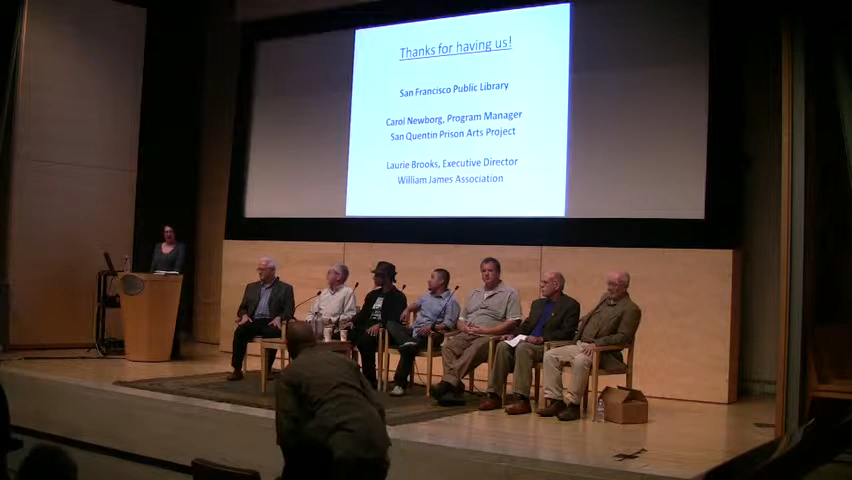 Thanks for having us!
San Francisco Public Library
Carol Newborg, Program Manager
San Quentin Prison Arts Project
Laurie Brooks, Executive Director
William James Association